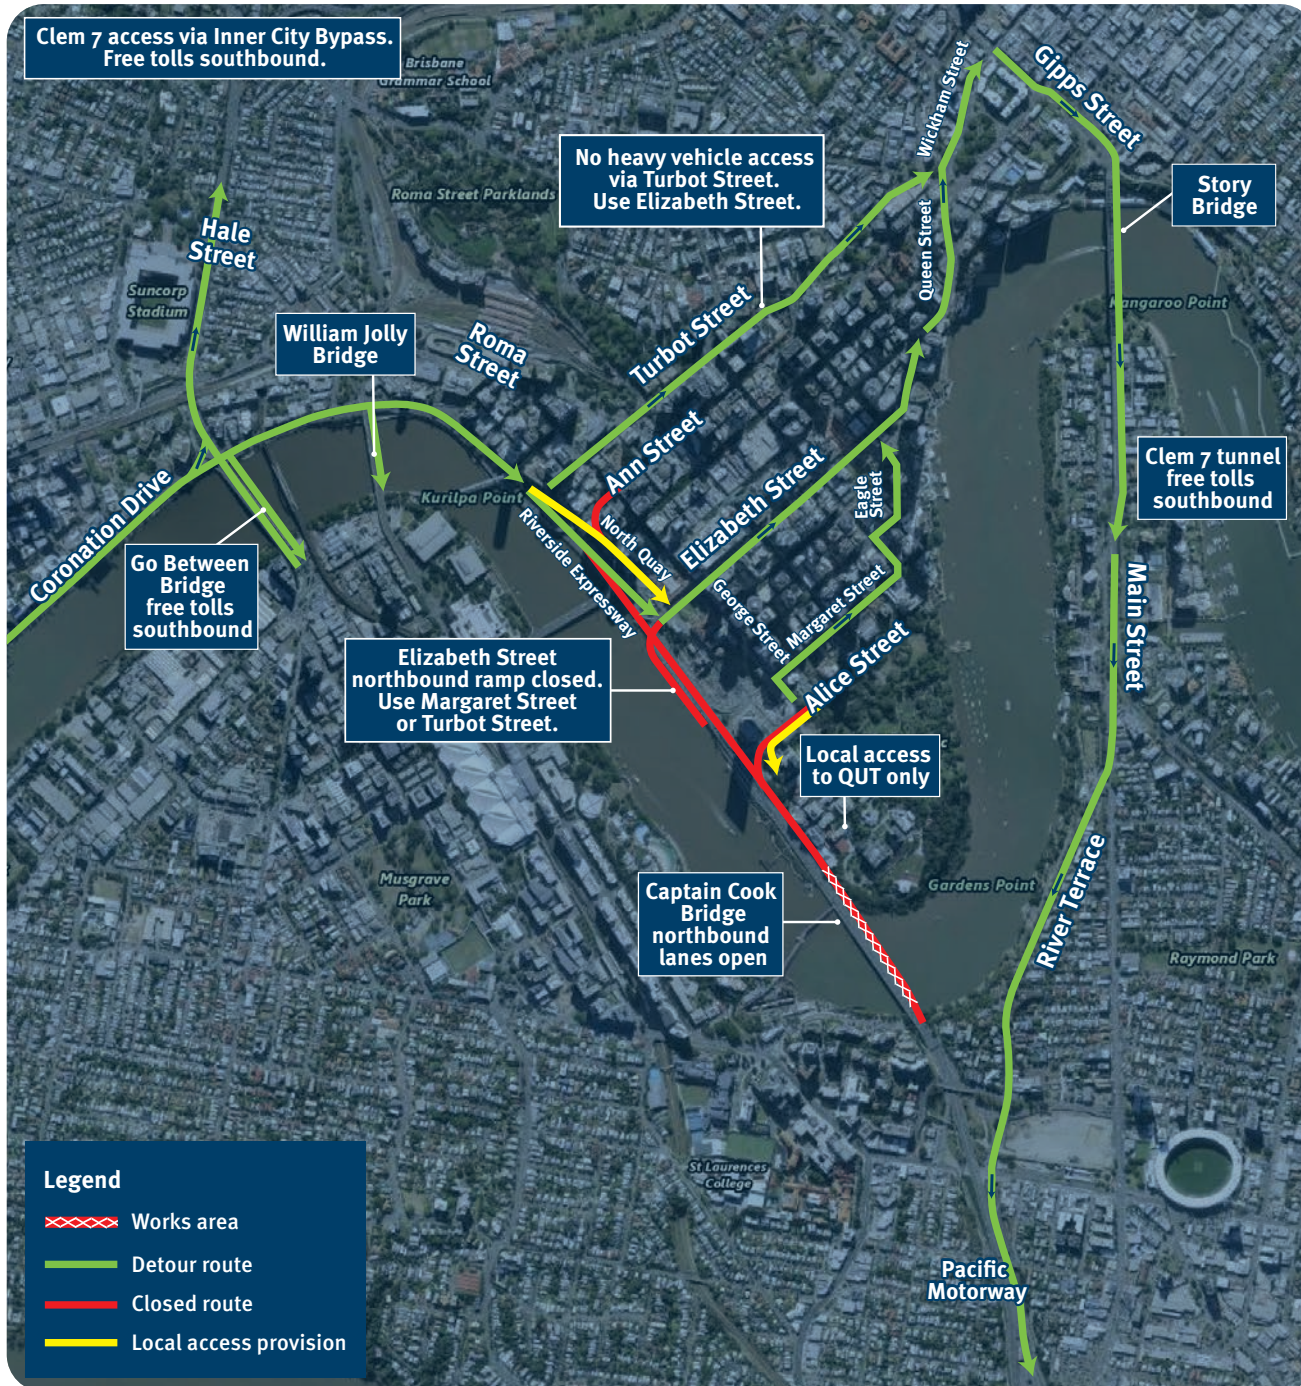 Clem 7 access via Inner City Bypass.
Free tolls southbound.
Brisbane
Grammar School
Wickham Street
Gipps Street
No heavy vehicle access
via Turbot Street.
Use Elizabeth Street.
Story
Bridge
Roma Street Parklands
Hale
Street
Queen Street
Suncorp
Stadium
Kangaroo Point
William Jolly
Bridge
Roma
Street
Turbot Street
Ann Street
Clem 7 tunnel
free tolls
southbound
Coronation Drive
Kurilpa Point
Elizabeth Street
Eagle
Street
North Quay
Riverside Expressway
Go Between
Bridge
free tolls
southbound
George Street
Margaret Street
Main Street
Elizabeth Street
northbound ramp closed.
Use Margaret Street
or Turbot Street.
Alice Street
Local access
to QUT only
Musgrave
Park
Captain Cook
Bridge
northbound
lanes open
Gardens Point
River Terrace
Raymond Park
St Laurences
College
Legend
Works area
Detour route
Closed route
Local access provision
Pacific
Motorway